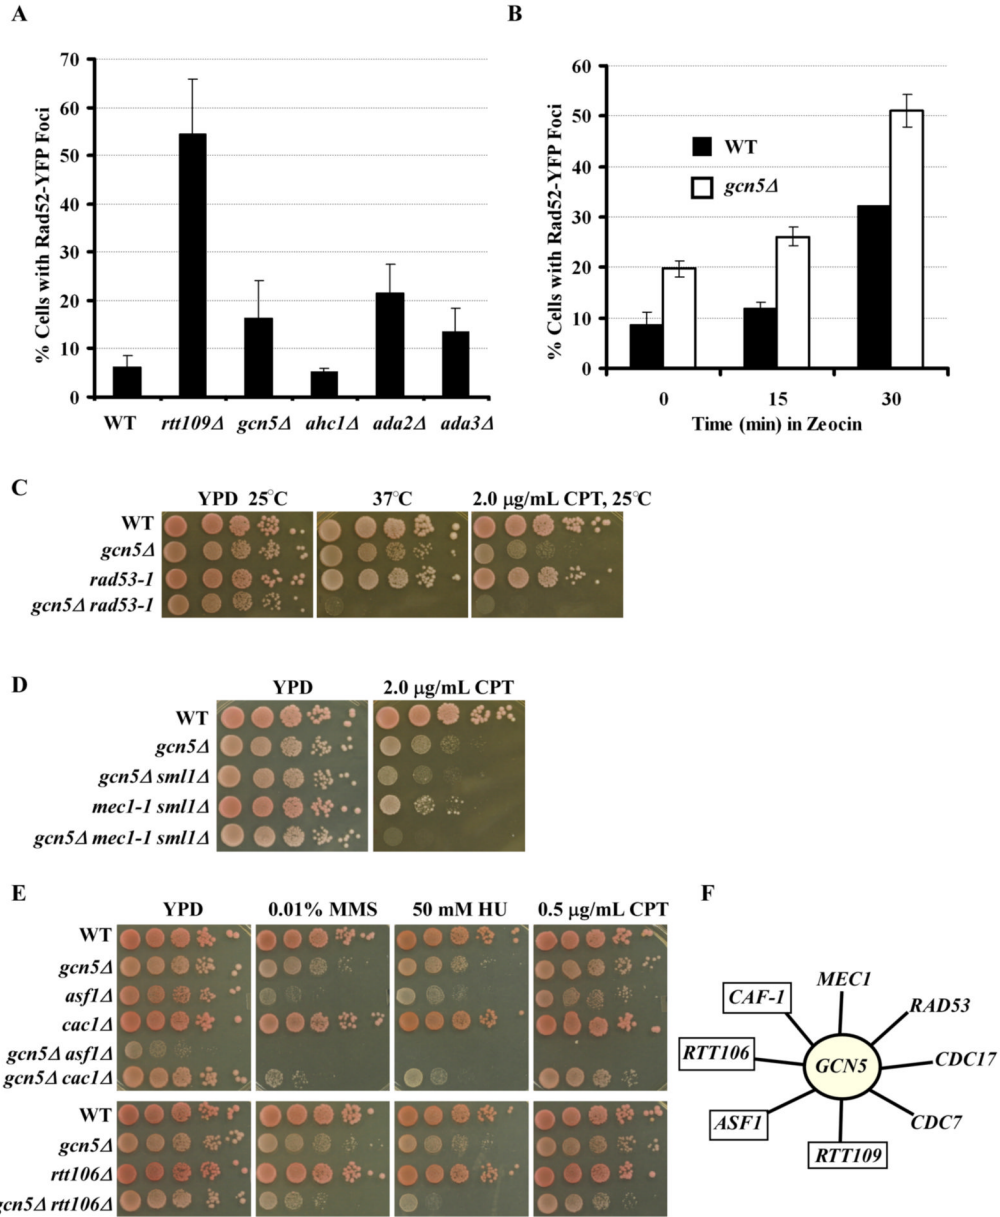 A
% Cells with Rad52-YFP Foci
70
60
50
40
30
20
10
0
WT rtt109Δ gcn5Δ ahc1Δ ada2Δ ada3Δ
B
% Cells with Rad52-YFP Foci
60
50
40
30
20
10
0
WT
gcn5Δ
0 15 30
Time (min) in Zeocin
C
YPD 25°C 37°C 2.0 μg/mL CPT, 25°C
WT
gcn5Δ
rad53-1
gcn5Δ rad53-1
D
YPD 2.0 μg/mL CPT
WT
gcn5Δ
gcn5Δ sml1Δ
mec1-1 sml1Δ
gcn5Δ mec1-1 sml1Δ
E
YPD 0.01% MMS 50 mM HU 0.5 μg/mL CPT
WT
gcn5Δ
asf1Δ
cac1Δ
gcn5Δ asf1Δ
gcn5Δ cac1Δ
WT
gcn5Δ
rtt106Δ
gcn5Δ rtt106Δ
F
MEC1
CAF-1
RAD53
RTT106
GCN5
CDC17
ASF1
CDC7
RTT109